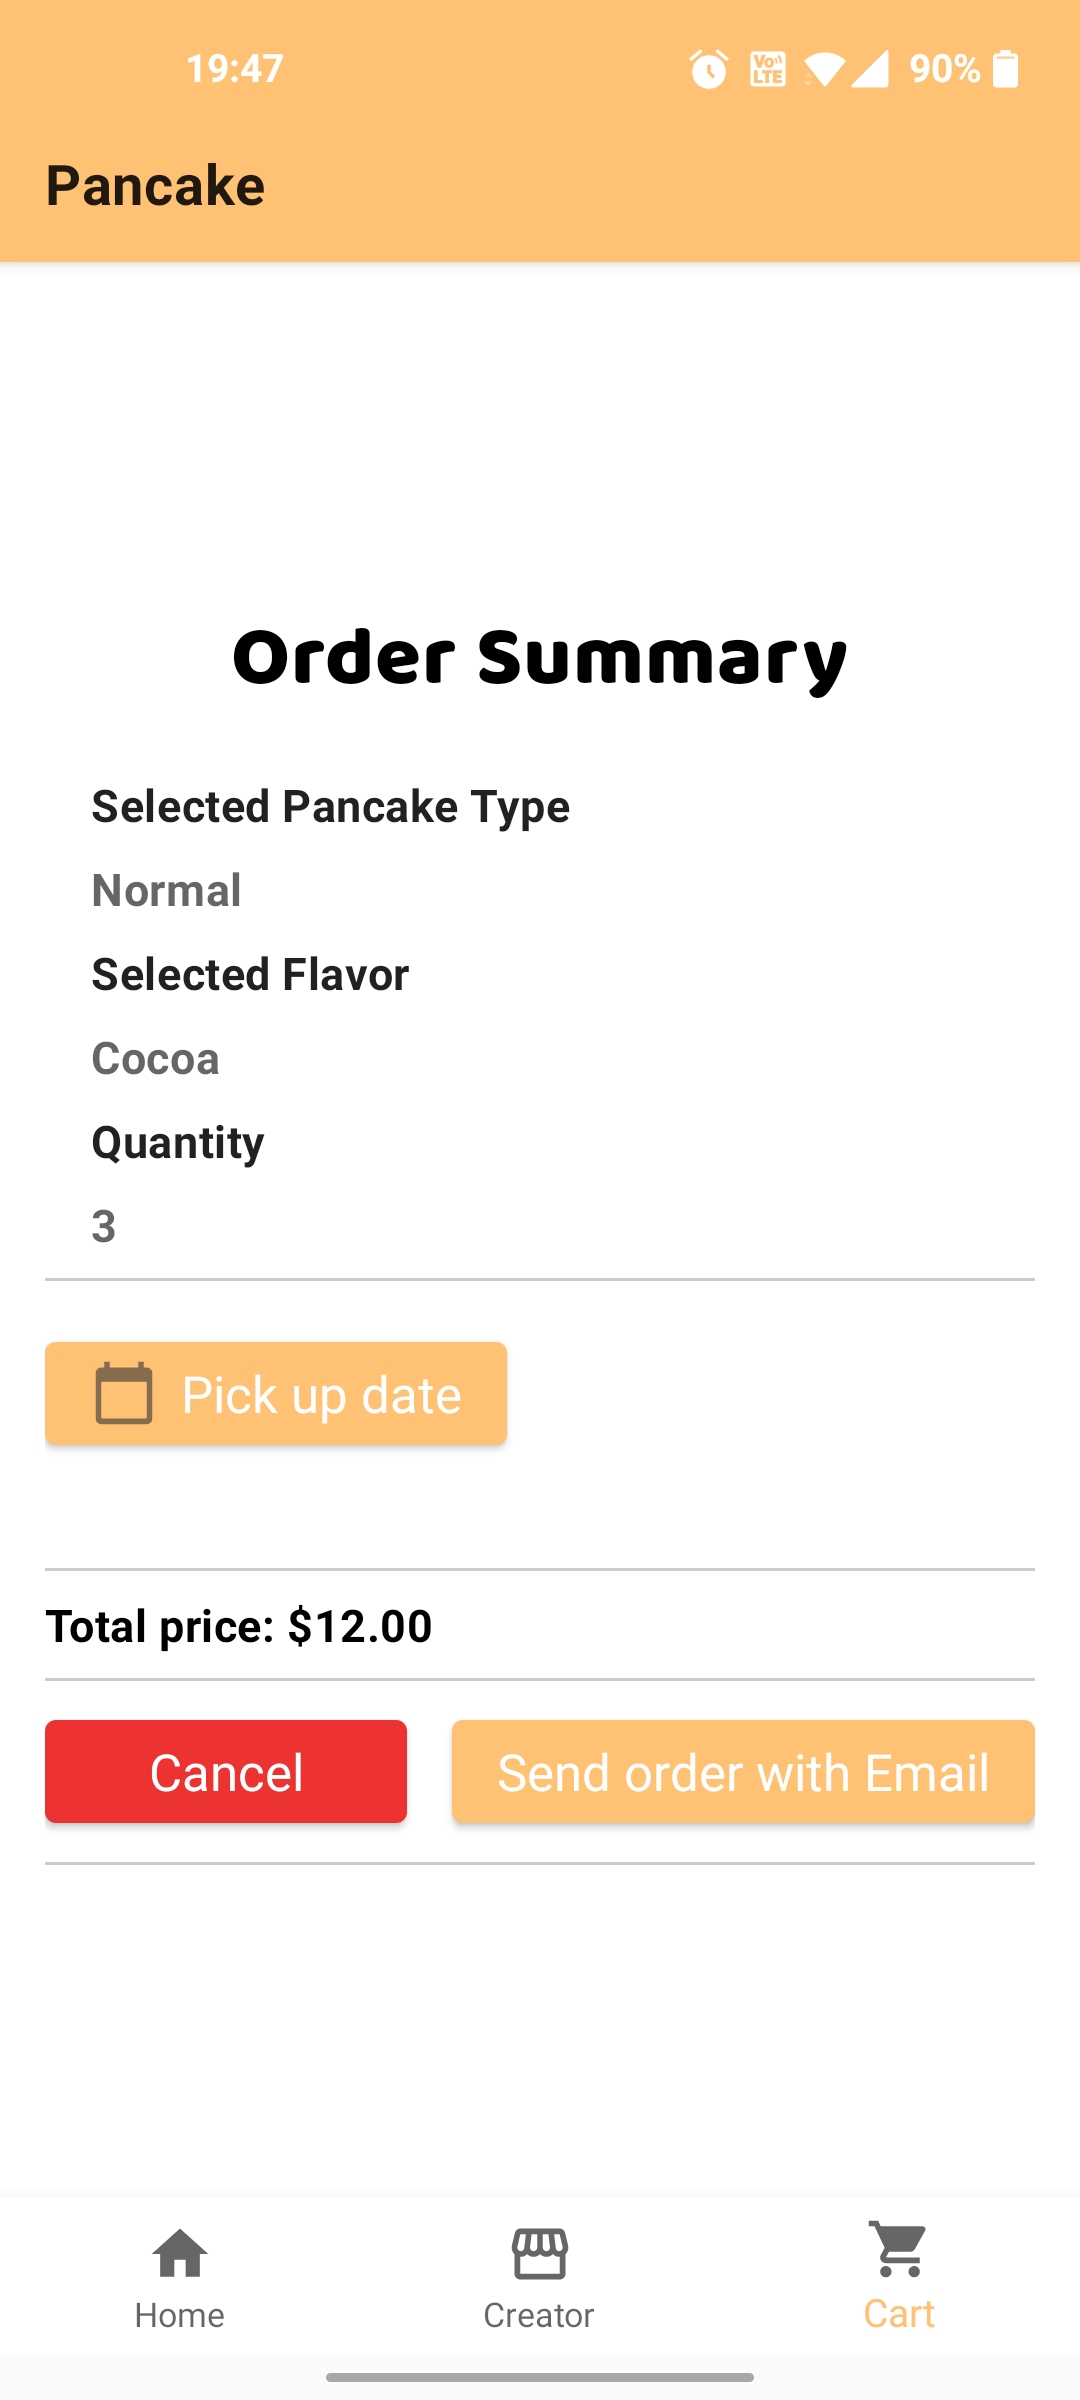 19:47
Vo LTE
90%
Pancake
Order Summary
Selected Pancake Type
Normal
Selected Flavor
Cocoa
Quantity
3
Pick up date
Total price: $12.00
Cancel
Send order with Email
Home
Creator
Cart